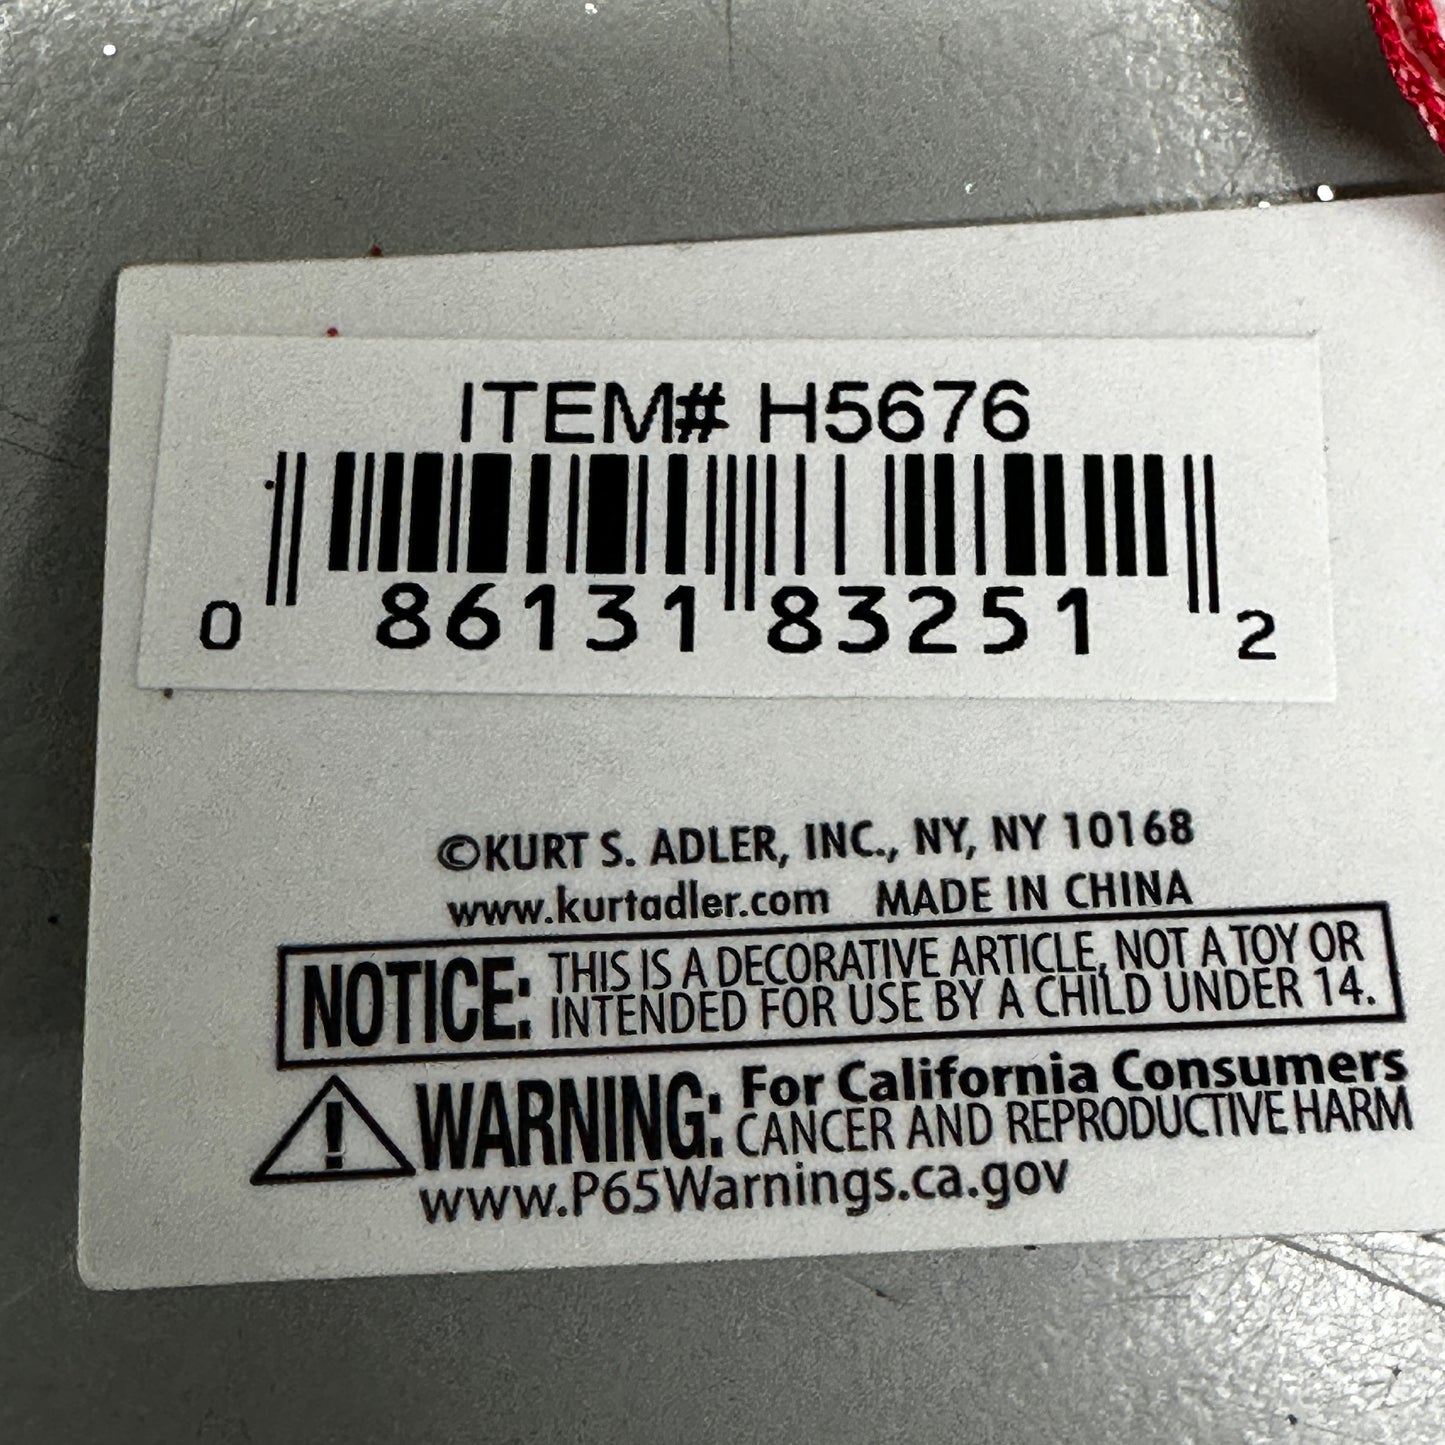 ITEM# H5676
0 86131 83251 2
©KURT S. ADLER, INC., NY, NY 10168
www.kurtadler.com MADE IN CHINA
NOTICE: THIS IS A DECORATIVE ARTICLE, NOT A TOY OR
INTENDED FOR USE BY A CHILD UNDER 14.
WARNING: For California Consumers
CANCER AND REPRODUCTIVE HARM
www.P65Warnings.ca.gov